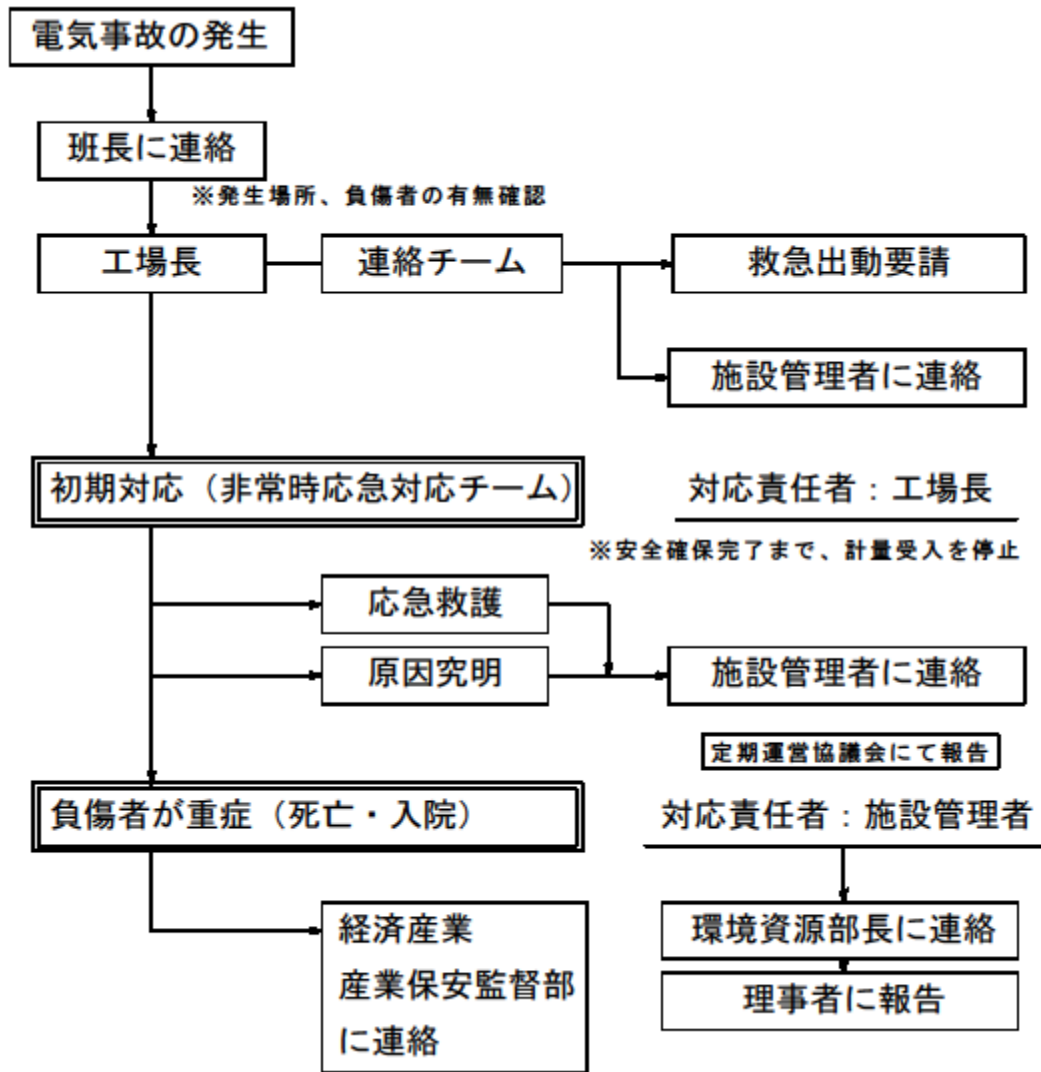 電気事故の発生
班長に連絡
※発生場所、負傷者の有無確認
工場長
連絡チーム
救急出動要請
施設管理者に連絡
初期対応（非常時応急対応チーム）
対応責任者：工場長
※安全確保完了まで、計量受入を停止
応急救護
原因究明
施設管理者に連絡
定期運営協議会にて報告
負傷者が重症（死亡・入院）
対応責任者：施設管理者
経済産業
産業保安監督部
に連絡
環境資源部長に連絡
理事者に報告